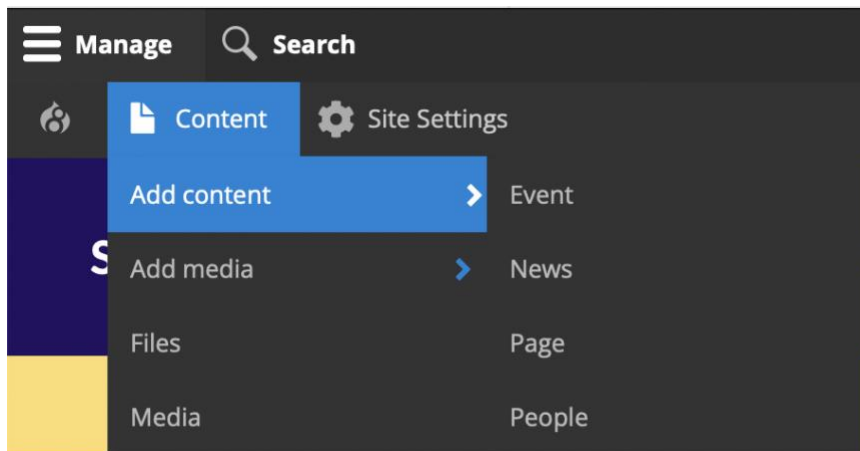 Manage Search
Content Site Settings
Add content Event
S
Add media News
Files Page
Media People